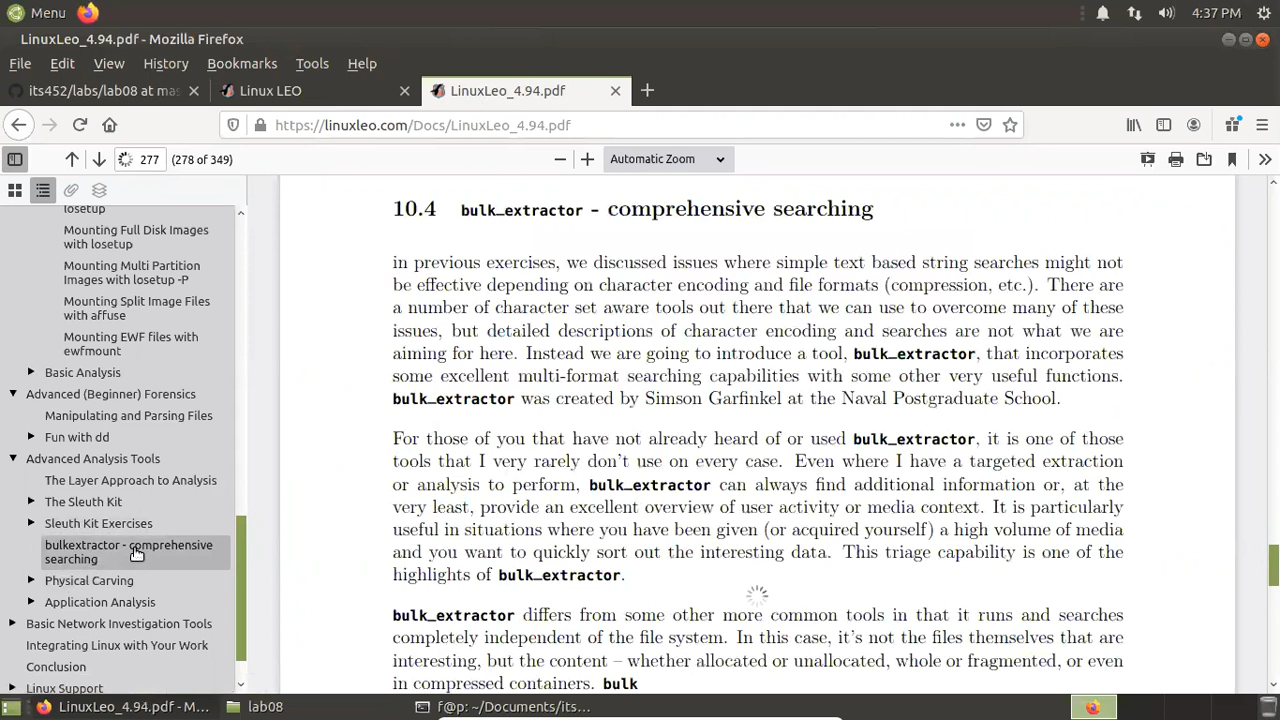 Menu
4:37 PM
LinuxLeo_4.94.pdf - Mozilla Firefox
File Edit View History Bookmarks Tools Help
its452/labs/lab08 at mas
Linux LEO
LinuxLeo_4.94.pdf
https://linuxleo.com/Docs/LinuxLeo_4.94.pdf
277 (278 of 349)
Automatic Zoom
losetup
Mounting Full Disk Images
with losetup
Mounting Multi Partition
Images with losetup -P
Mounting Split Image Files
with affuse
Mounting EWF files with
ewfmount
Basic Analysis
Advanced (Beginner) Forensics
Manipulating and Parsing Files
Fun with dd
Advanced Analysis Tools
The Layer Approach to Analysis
The Sleuth Kit
Sleuth Kit Exercises
bulkextractor - comprehensive
searching
Physical Carving
Application Analysis
Basic Network Investigation Tools
Integrating Linux with Your Work
Conclusion
Linux Support
10.4 bulk_extractor - comprehensive searching
in previous exercises, we discussed issues where simple text based string searches might not
be effective depending on character encoding and file formats (compression, etc.). There are
a number of character set aware tools out there that we can use to overcome many of these
issues, but detailed descriptions of character encoding and searches are not what we are
aiming for here. Instead we are going to introduce a tool, bulk_extractor, that incorporates
some excellent multi-format searching capabilities with some other very useful functions.
bulk_extractor was created by Simson Garfinkel at the Naval Postgraduate School.
For those of you that have not already heard of or used bulk_extractor, it is one of those
tools that I very rarely don't use on every case. Even where I have a targeted extraction
or analysis to perform, bulk_extractor can always find additional information or, at the
very least, provide an excellent overview of user activity or media context. It is particularly
useful in situations where you have been given (or acquired yourself) a high volume of media
and you want to quickly sort out the interesting data. This triage capability is one of the
highlights of bulk_extractor.
bulk_extractor differs from some other more common tools in that it runs and searches
completely independent of the file system. In this case, it's not the files themselves that are
interesting, but the content – whether allocated or unallocated, whole or fragmented, or even
in compressed containers. bulk
LinuxLeo_4.94.pdf - M...
lab08
f@p: ~/Documents/its...